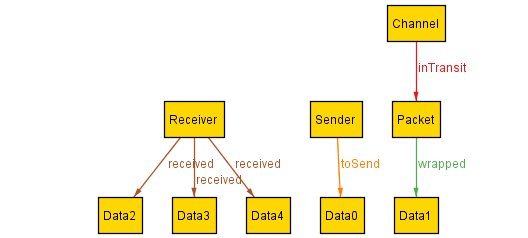 Channel
inTransit
Receiver
Sender
Packet
received
received
received
toSend
wrapped
Data2
Data3
Data4
Data0
Data1